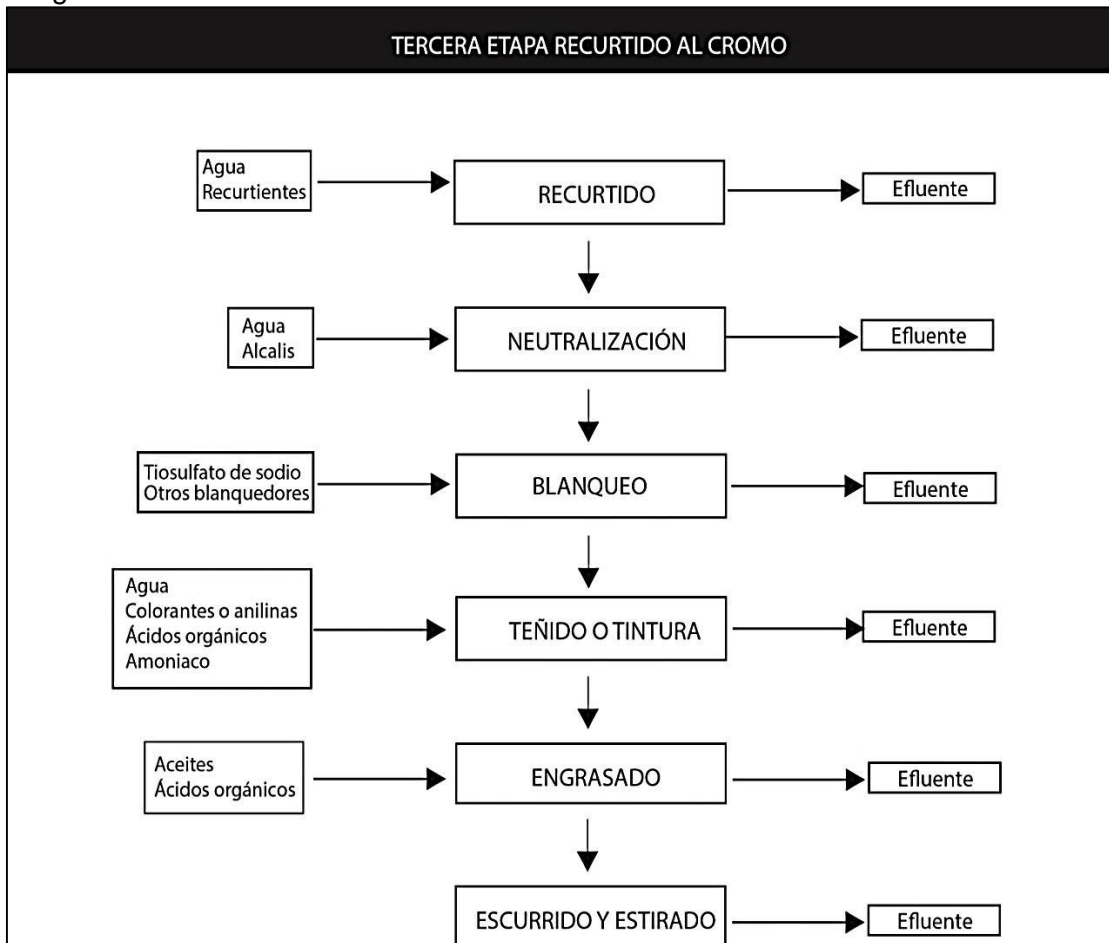 TERCERA ETAPA RECURTIDO AL CROMO
Agua
Recurtientes
RECURTIDO
Efluente
Agua
Alcalis
NEUTRALIZACIÓN
Efluente
Tiosulfato de sodio
Otros blanquedores
BLANQUEO
Efluente
Agua
Colorantes o anilinas
Ácidos orgánicos
Amoniaco
TEÑIDO O TINTURA
Efluente
Aceites
Ácidos orgánicos
ENGRASADO
Efluente
ESCURRIDO Y ESTIRADO
Efluente